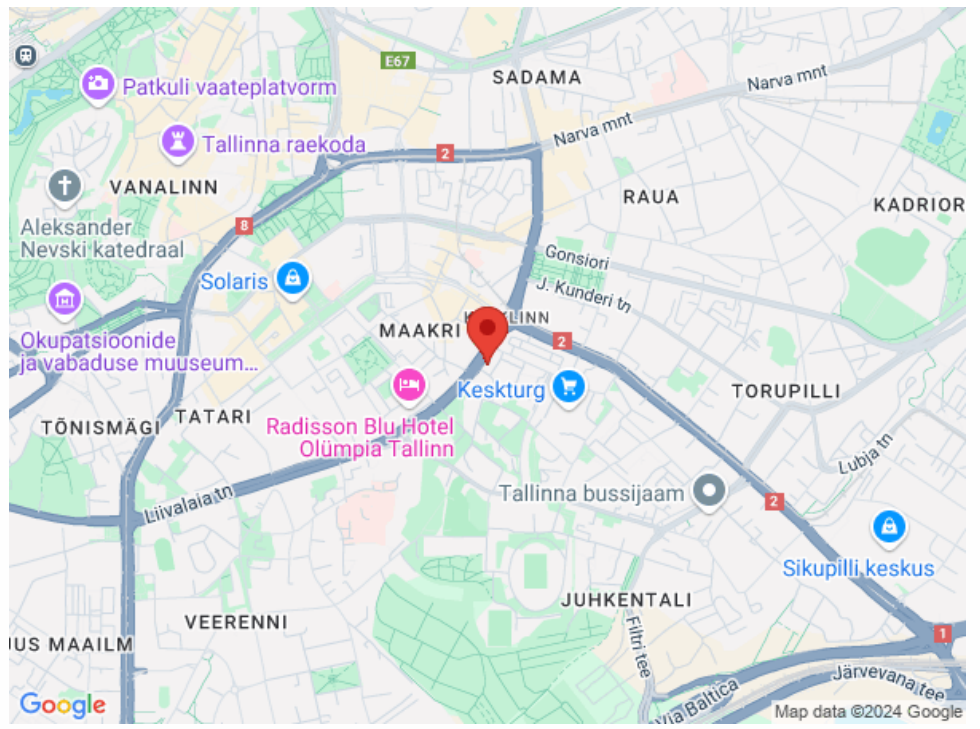 E67
SADAMA
Narva mnt
Patkuli vaateplatvorm
Narva mnt
Tallinna raekoda
2
VANALINN
RAUA
KADRIOR
Aleksander
Nevski katedraal
8
Gonsiori
Solaris
J. Kunderi tn
MAAKRI
LINN
2
Okupatsioonide
ja vabaduse muuseum...
Keskturg
TORUPILLI
TATARI
TÕNISMÄGI
Radisson Blu Hotel
Olümpia Tallinn
Lubja tn
Liivalaia tn
Tallinna bussijaam
2
Sikupilli keskus
JUHKENTALI
VEERENNI
Filtri tee
1
US MAAILM
Järvevana tee
Via Baltica
Google
Map data ©2024 Google